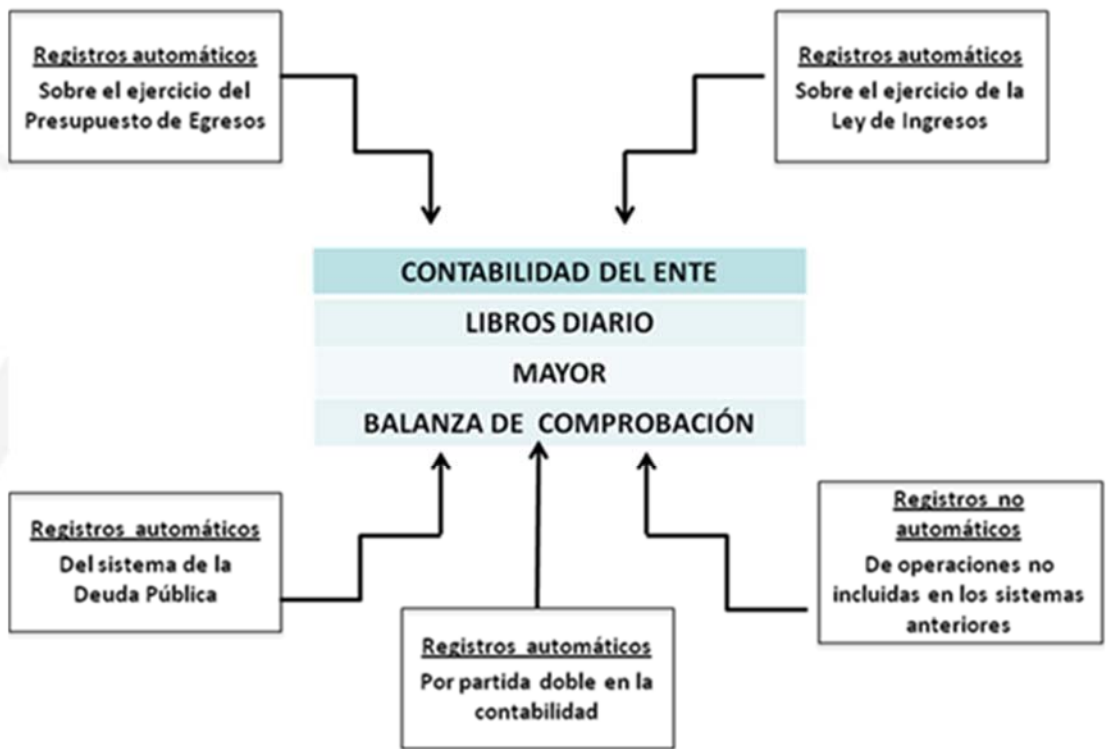 Registros automáticos
Sobre el ejercicio del
Presupuesto de Egresos
Registros automáticos
Sobre el ejercicio de la
Ley de Ingresos
CONTABILIDAD DEL ENTE
LIBROS DIARIO
MAYOR
BALANZA DE COMPROBACIÓN
Registros automáticos
Del sistema de la
Deuda Pública
Registros automáticos
Por partida doble en la
contabilidad
Registros no
automáticos
De operaciones no
incluidas en los sistemas
anteriores